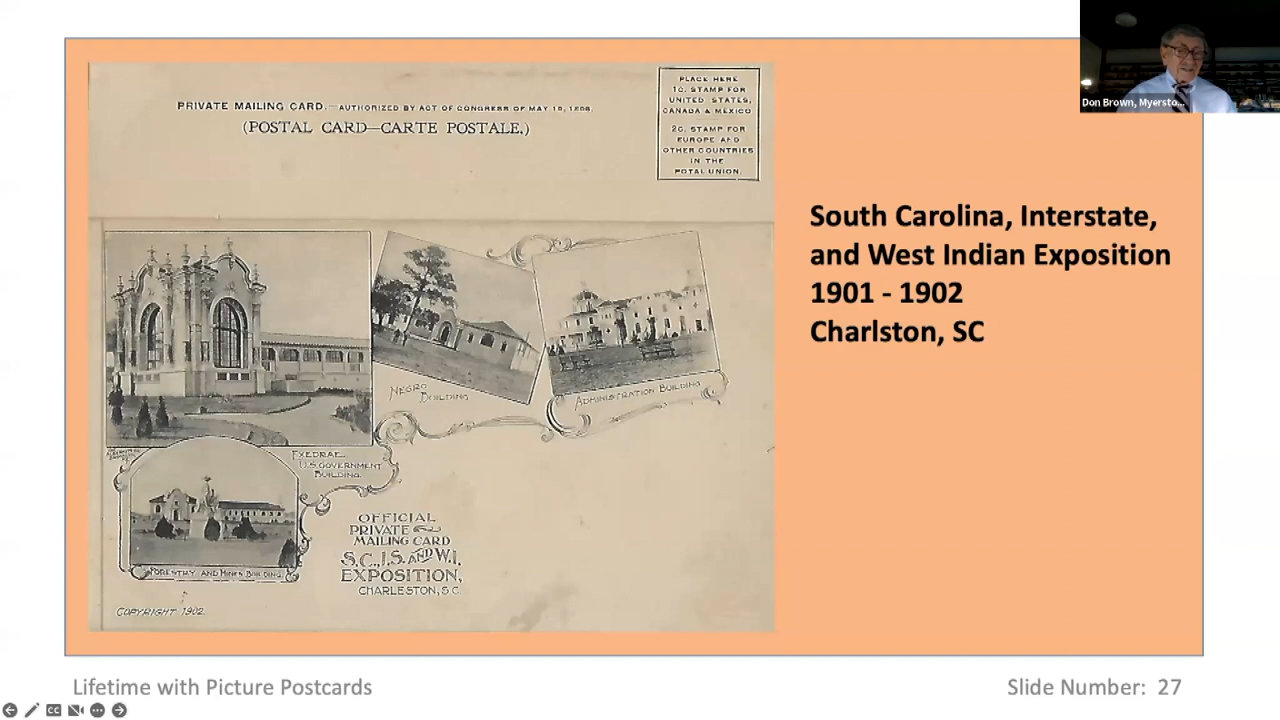 PRIVATE MAILING CARD.—AUTHORIZED BY ACT OF CONGRESS OF MAY 19, 1898.
(POSTAL CARD—CARTE POSTALE.)
PLACE HERE
1C. STAMP FOR
UNITED STATES,
CANADA & MEXICO
2C. STAMP FOR
EUROPE AND
OTHER COUNTRIES
IN THE
POTAL UNION.
NEGRO
BUILDING
ADMINISTRATION BUILDING.
EXEDRAE.
U.S. GOVERNMENT
BUILDING.
FORESTRY AND MINES BUILDING.
OFFICIAL
PRIVATE
MAILING CARD
S.C., I.S. AND W.I.
EXPOSITION,
CHARLESTON, S.C.
COPYRIGHT 1902.
South Carolina, Interstate,
and West Indian Exposition
1901 - 1902
Charlston, SC
Don Brown, Myersto...
Lifetime with Picture Postcards
Slide Number: 27
CC